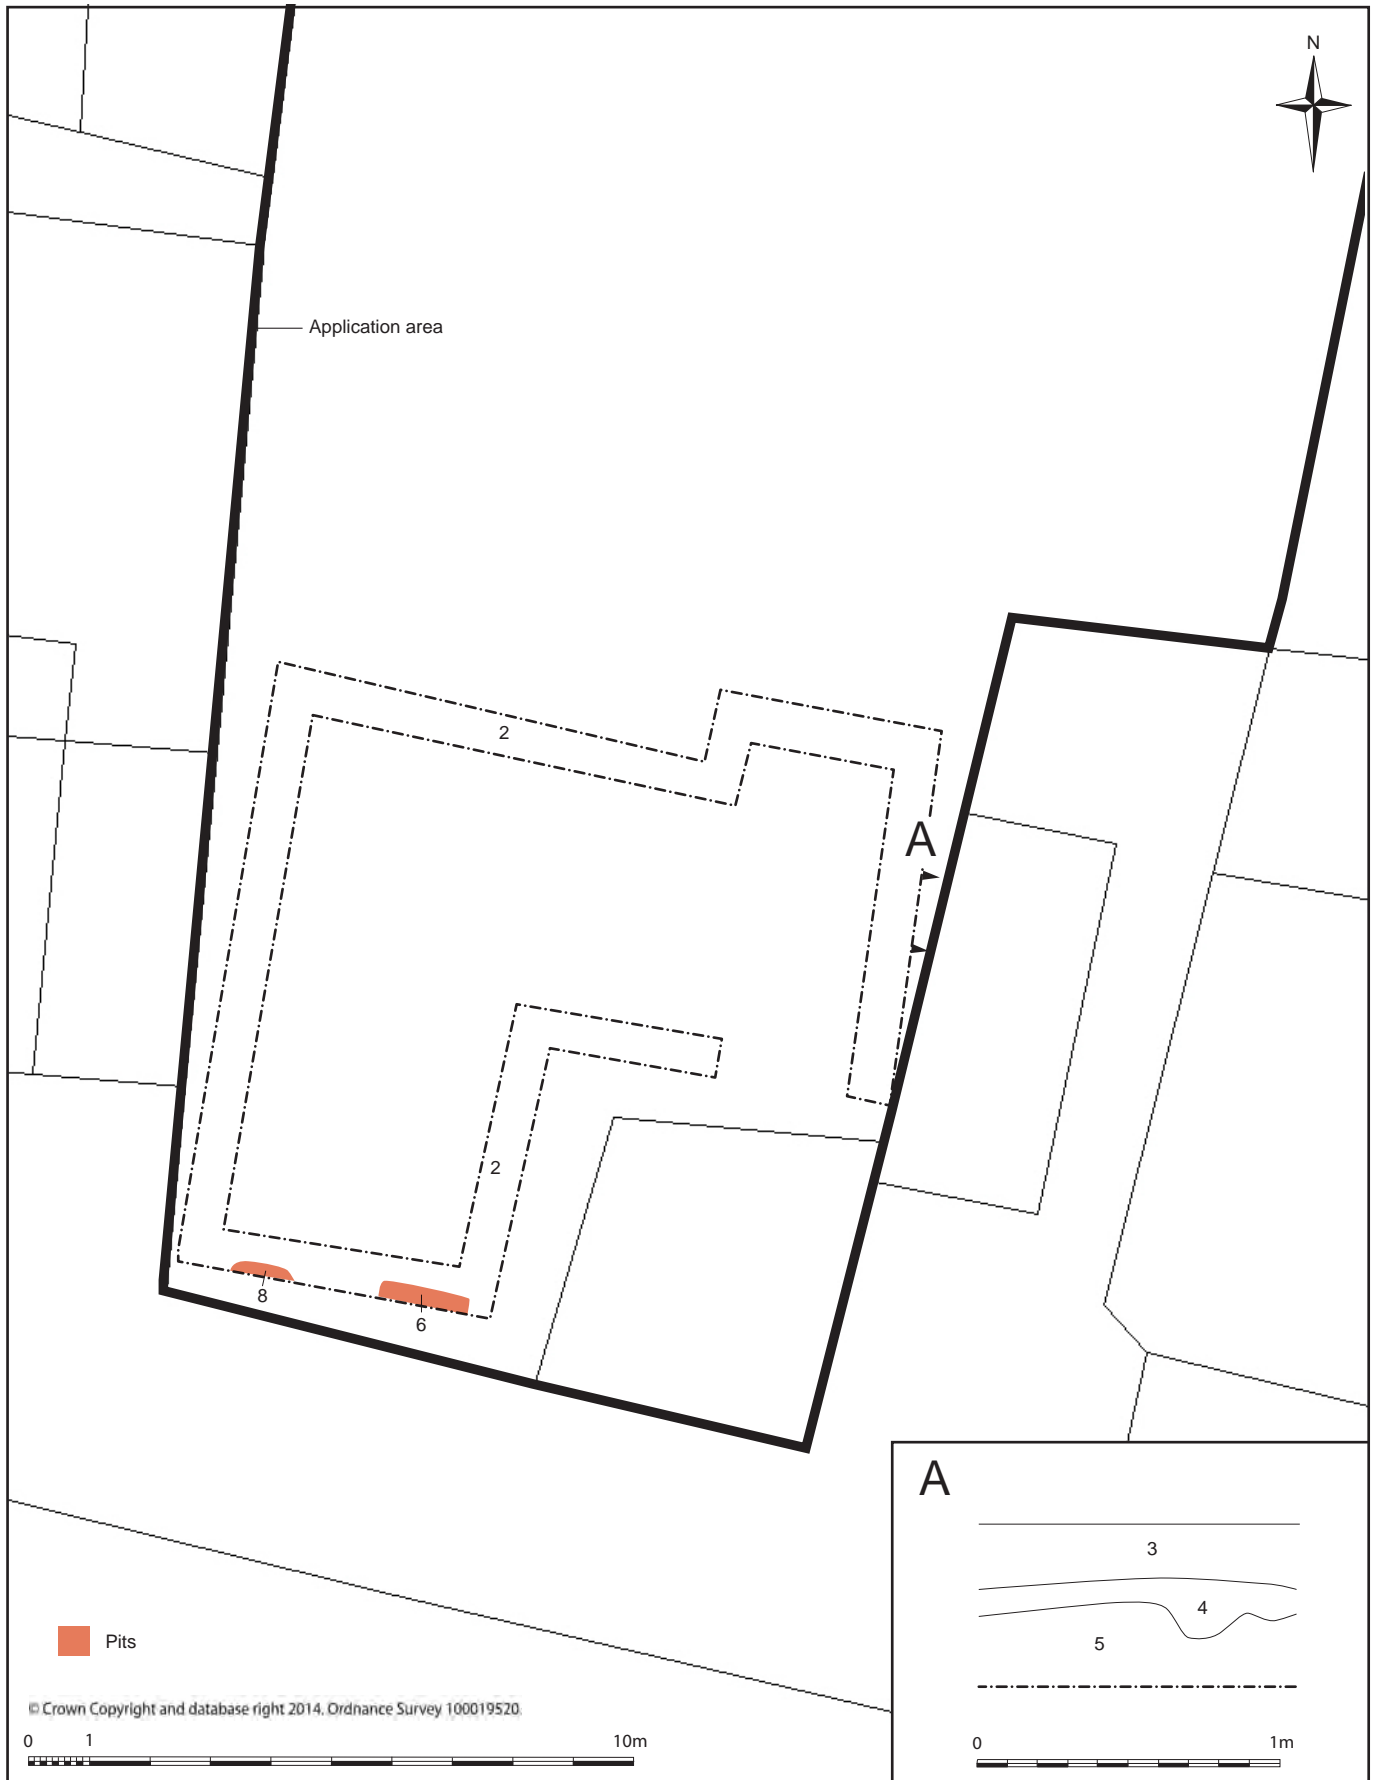 N
Application area
2
A
2
8
6
A
3
4
5
Pits
© Crown Copyright and database right 2014. Ordnance Survey 100019520.
0 1 10m
0 1m